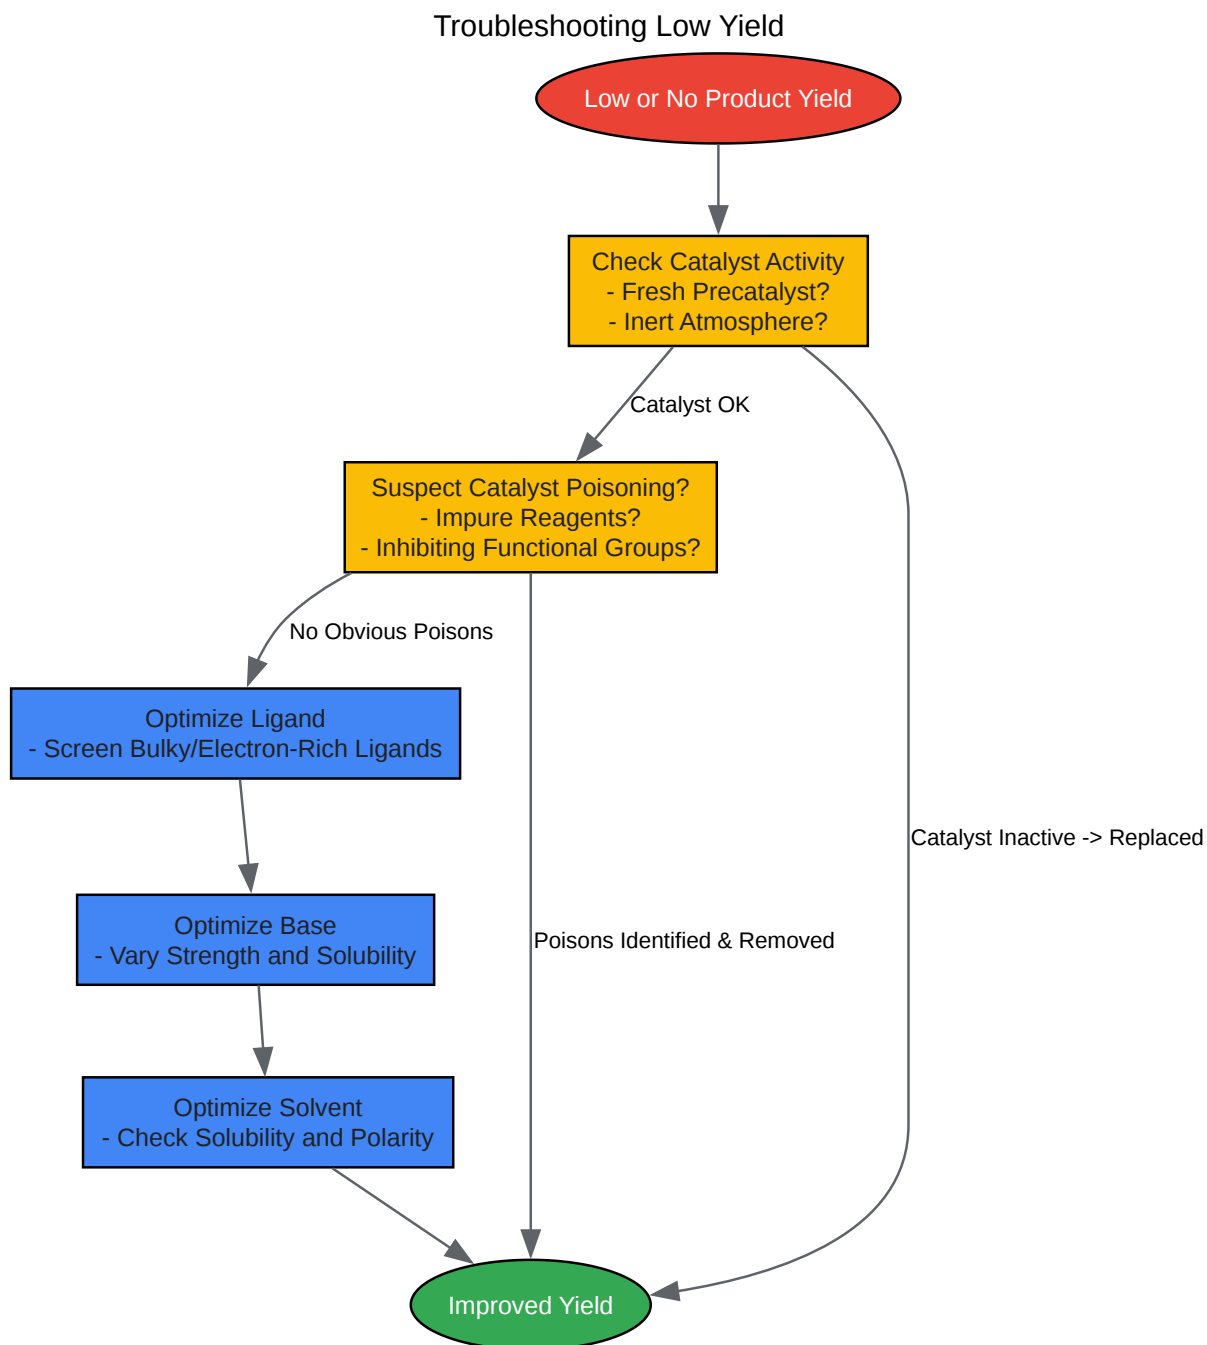 Troubleshooting Low Yield
Low or No Product Yield
Check Catalyst Activity
- Fresh Precatalyst?
- Inert Atmosphere?
Catalyst OK
Suspect Catalyst Poisoning?
- Impure Reagents?
- Inhibiting Functional Groups?
No Obvious Poisons
Optimize Ligand
- Screen Bulky/Electron-Rich Ligands
Catalyst Inactive -> Replaced
Optimize Base
- Vary Strength and Solubility
Poisons Identified & Removed
Optimize Solvent
- Check Solubility and Polarity
Improved Yield